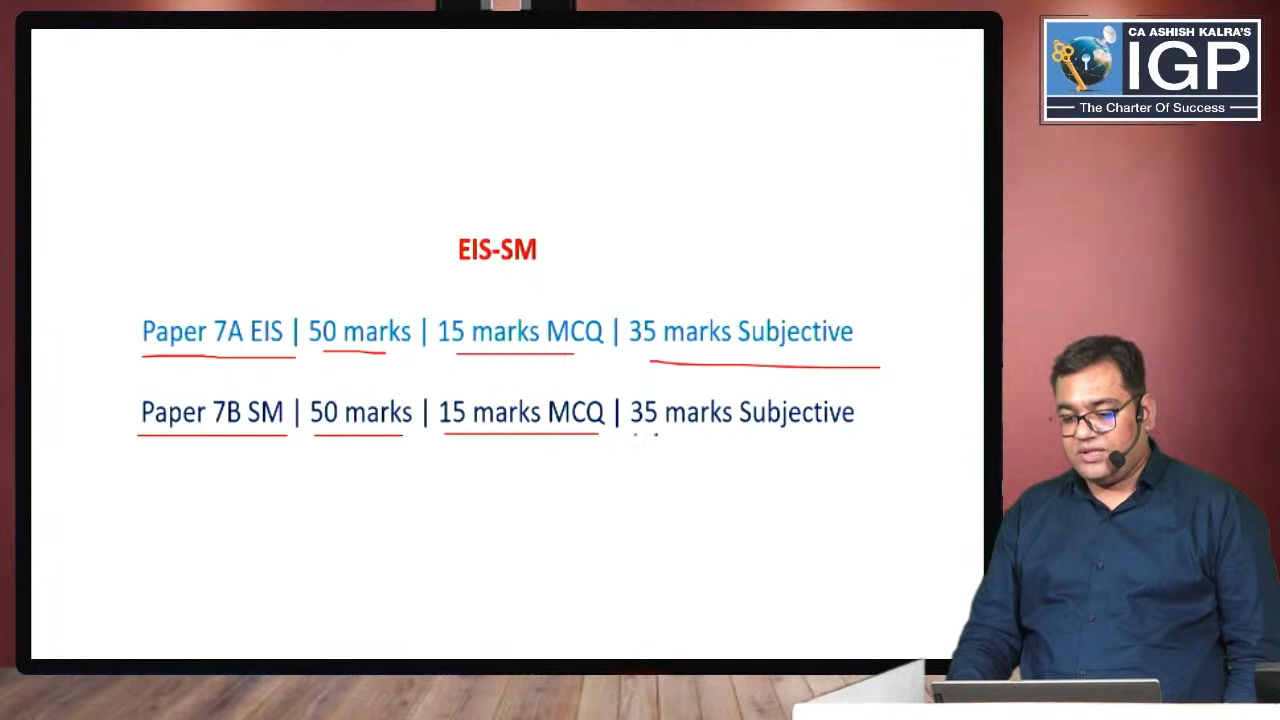 CA ASHISH KALRA'S
IGP
The Charter Of Success
EIS-SM
Paper 7A EIS | 50 marks | 15 marks MCQ | 35 marks Subjective
Paper 7B SM | 50 marks | 15 marks MCQ | 35 marks Subjective